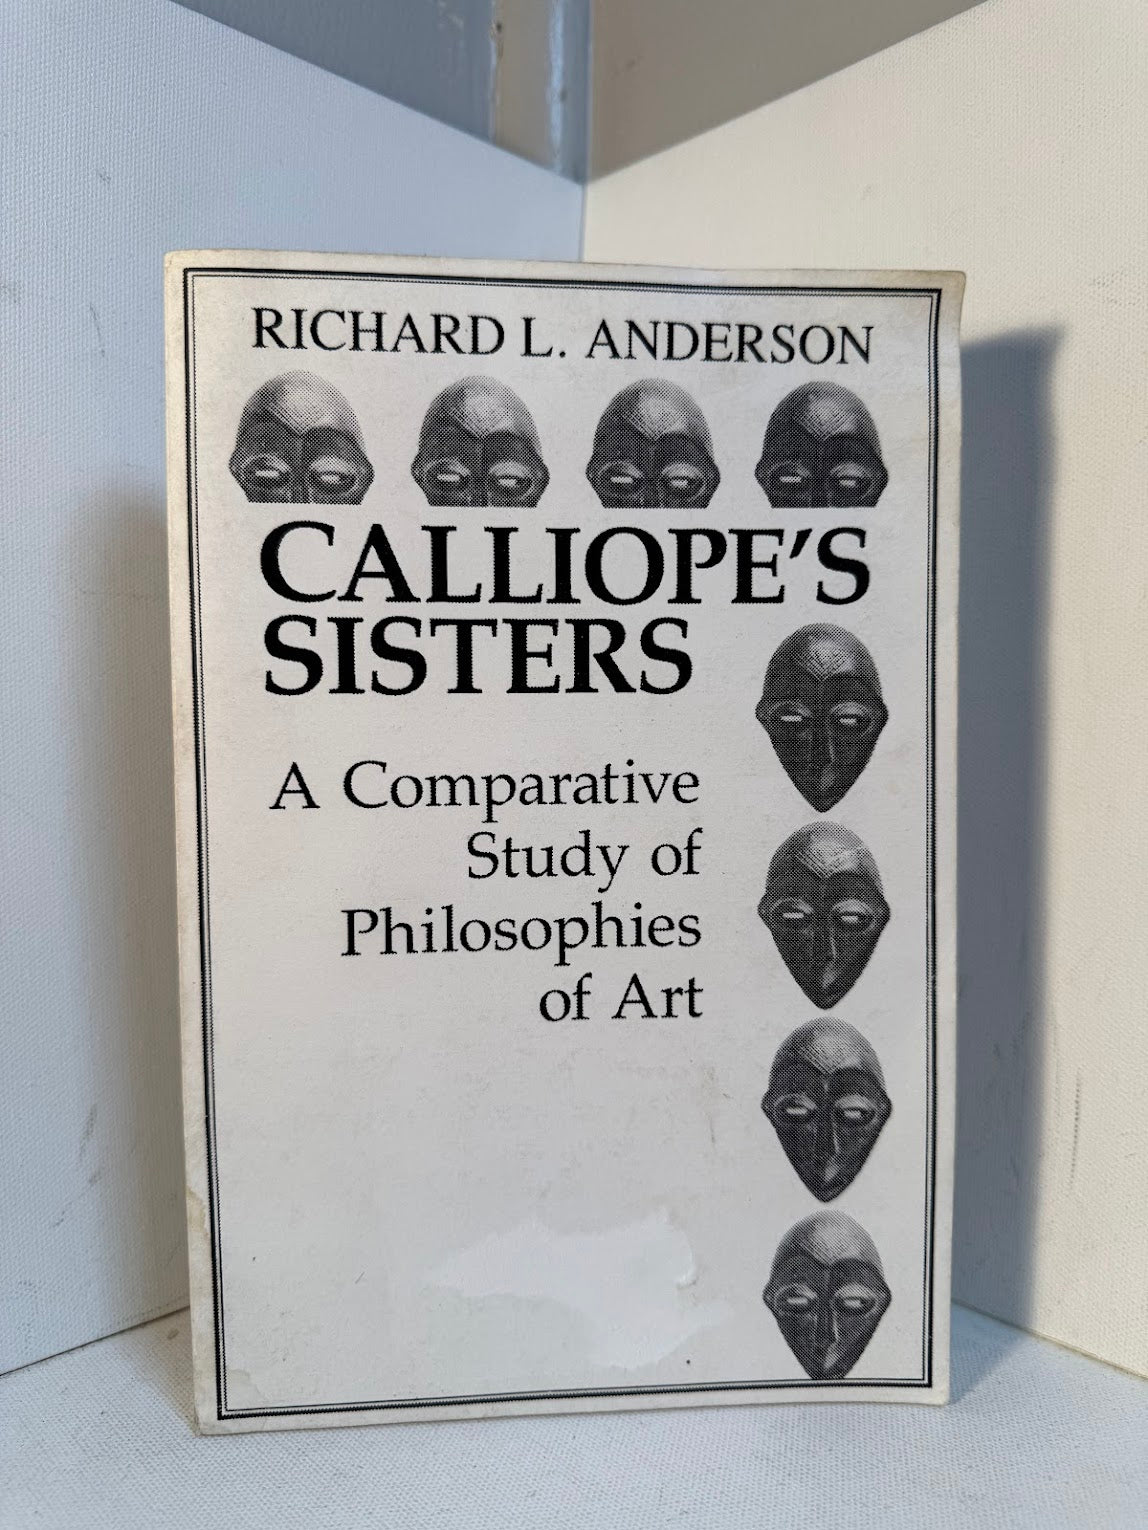 RICHARD L. ANDERSON
CALLIOPE'S
SISTERS
A Comparative
Study of
Philosophies
of Art